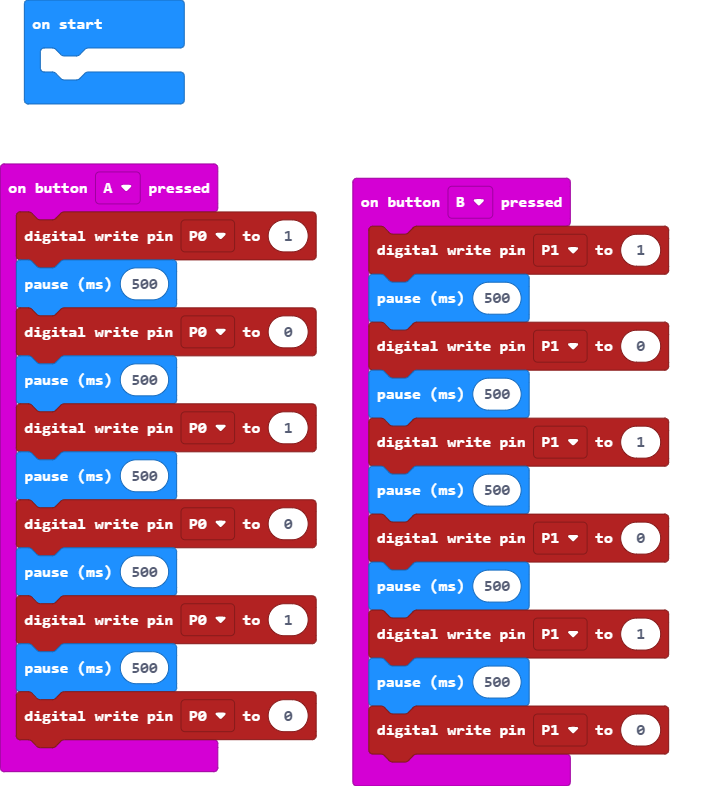 on start
on button A pressed
digital write pin P0 to 1
pause (ms) 500
digital write pin P0 to 0
pause (ms) 500
digital write pin P0 to 1
pause (ms) 500
digital write pin P0 to 0
pause (ms) 500
digital write pin P0 to 1
pause (ms) 500
digital write pin P0 to 0
on button B pressed
digital write pin P1 to 1
pause (ms) 500
digital write pin P1 to 0
pause (ms) 500
digital write pin P1 to 1
pause (ms) 500
digital write pin P1 to 0
pause (ms) 500
digital write pin P1 to 1
pause (ms) 500
digital write pin P1 to 0